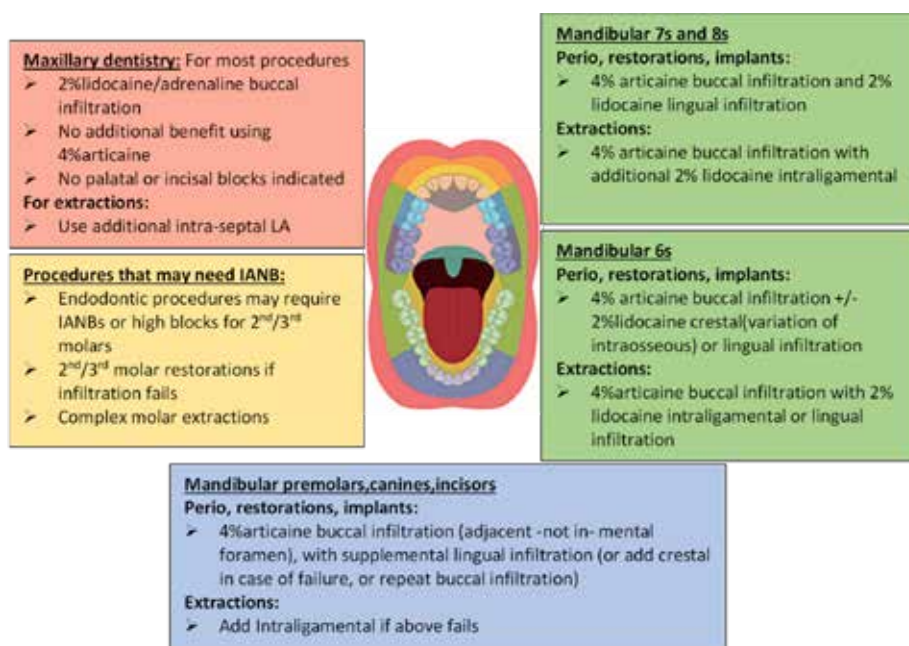 Maxillary dentistry: For most procedures
➢ 2%lidocaine/adrenaline buccal
infiltration
➢ No additional benefit using
4%articaine
➢ No palatal or incisal blocks indicated
For extractions:
➢ Use additional intra-septal LA
Procedures that may need IANB:
➢ Endodontic procedures may require
IANBs or high blocks for 2nd/3rd
molars
➢ 2nd/3rd molar restorations if
infiltration fails
➢ Complex molar extractions
Mandibular 7s and 8s
Perio, restorations, implants:
➢ 4% articaine buccal infiltration and 2%
lidocaine lingual infiltration
Extractions:
➢ 4% articaine buccal infiltration with
additional 2% lidocaine intraligamental
Mandibular 6s
Perio, restorations, implants:
➢ 4% articaine buccal infiltration +/-
2%lidocaine crestal(variation of
intraosseous) or lingual infiltration
Extractions:
➢ 4%articaine buccal infiltration with 2%
lidocaine intraligamental or lingual
infiltration
Mandibular premolars,canines,incisors
Perio, restorations, implants:
➢ 4%articaine buccal infiltration (adjacent -not in- mental
foramen), with supplemental lingual infiltration (or add crestal
in case of failure, or repeat buccal infiltration)
Extractions:
➢ Add Intraligamental if above fails